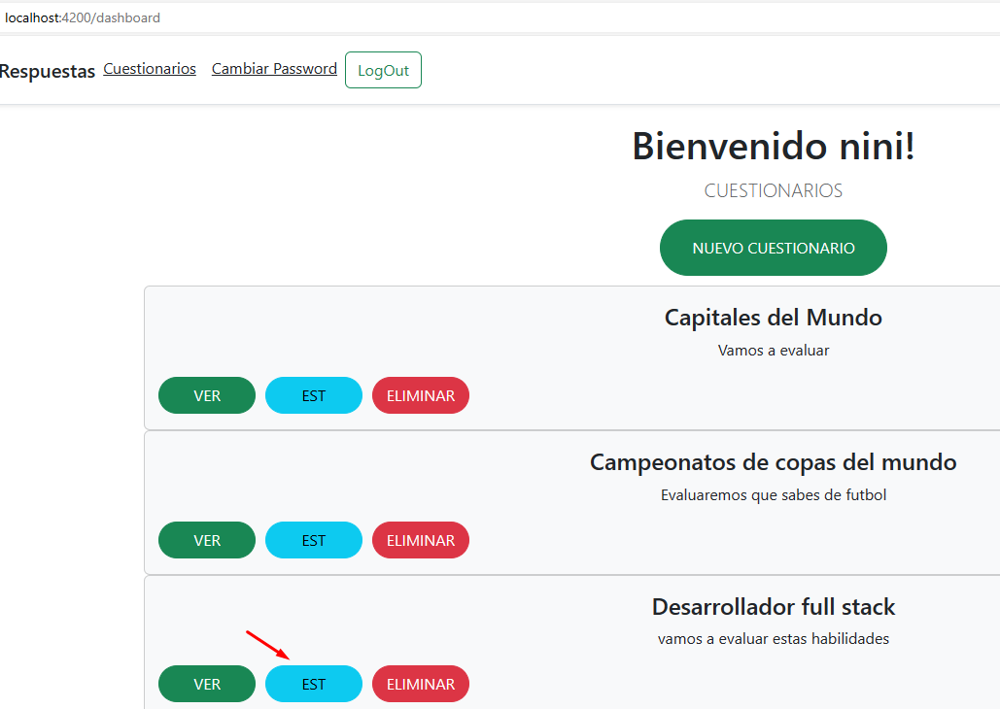 localhost:4200/dashboard
Respuestas Cuestionarios Cambiar Password LogOut
Bienvenido nini!
CUESTIONARIOS
NUEVO CUESTIONARIO
Capitales del Mundo
Vamos a evaluar
VER EST ELIMINAR
Campeonatos de copas del mundo
Evaluaremos que sabes de futbol
VER EST ELIMINAR
Desarrollador full stack
vamos a evaluar estas habilidades
VER EST ELIMINAR